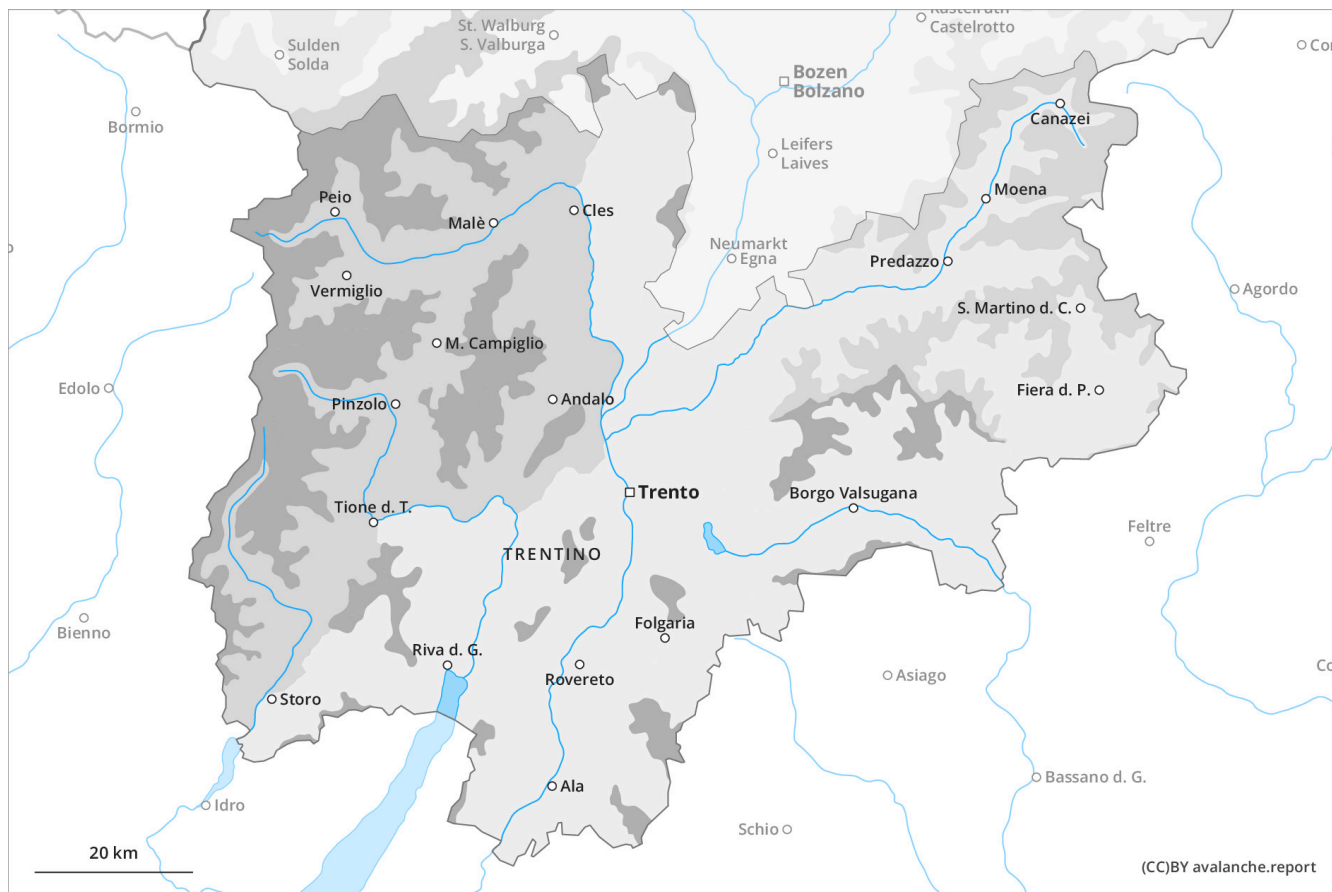 Kastelruth
Castelrotto
St. Walburg
S. Valburga
Sulden
Solda
Bozen
Bolzano
Bormio
Canazei
Leifers
Laives
Moena
Peio
Malè
Cles
Neumarkt
Egna
Predazzo
Vermiglio
Agordo
S. Martino d. C.
M. Campiglio
Edolo
Pinzolo
Andalo
Fiera d. P.
Trento
Borgo Valsugana
Tione d. T.
Feltre
TRENTINO
Bienno
Folgaria
Riva d. G.
Rovereto
Asiago
Storo
Ala
Bassano d. G.
Idro
Schio
20 km
(CC)BY avalanche.report